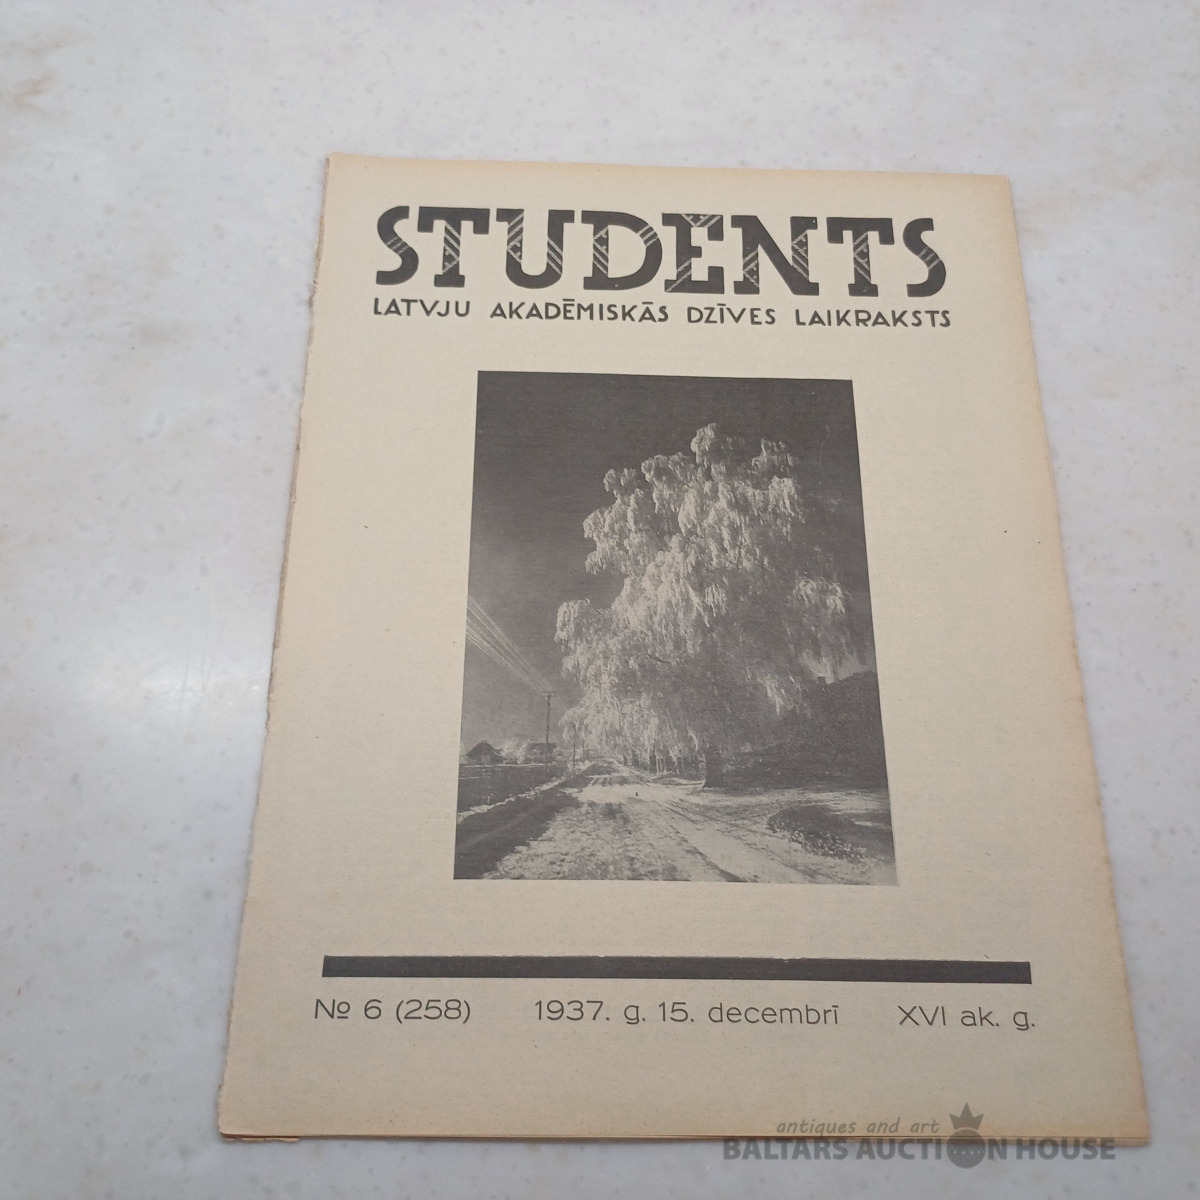 STUDENTS
LATVJU AKADĒMISKĀS DZĪVES LAIKRAKSTS
№ 6 (258) 1937. g. 15. decembrī XVI ak. g.
antiques and art
BALTARS AUCTION HOUSE